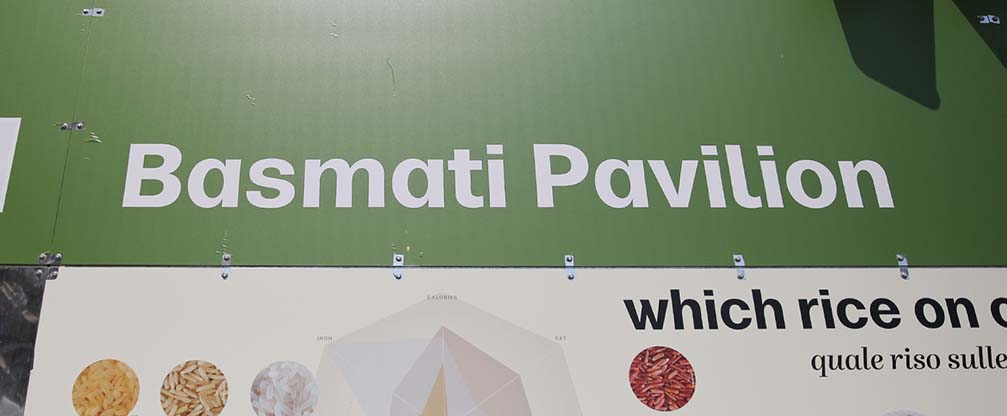 Basmati Pavilion
which rice on
quale riso sulle
CALORIES
IRON
FAT